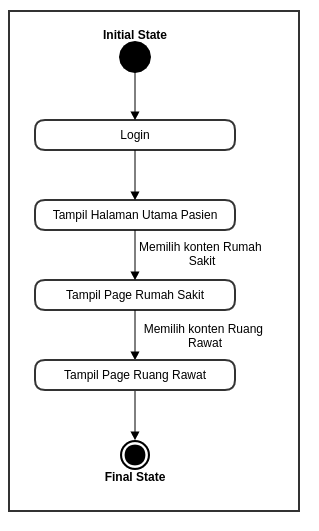 Initial State
Login
Tampil Halaman Utama Pasien
Memilih konten Rumah
Sakit
Tampil Page Rumah Sakit
Memilih konten Ruang
Rawat
Tampil Page Ruang Rawat
Final State